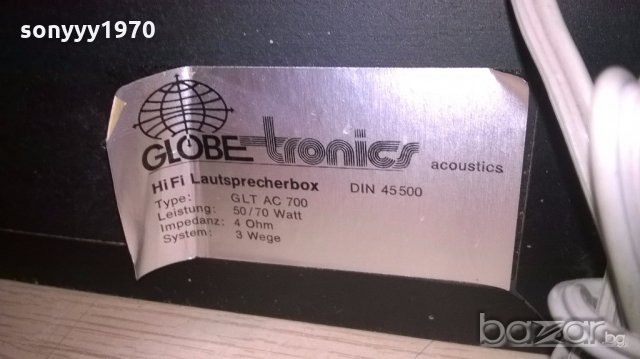 sonyyy1970
GLOBE-tronics acoustics
HiFi Lautsprecherbox DIN 45500
Type: GLT AC 700
Leistung: 50/70 Watt
Impedanz: 4 Ohm
System: 3 Wege
bazar.bg